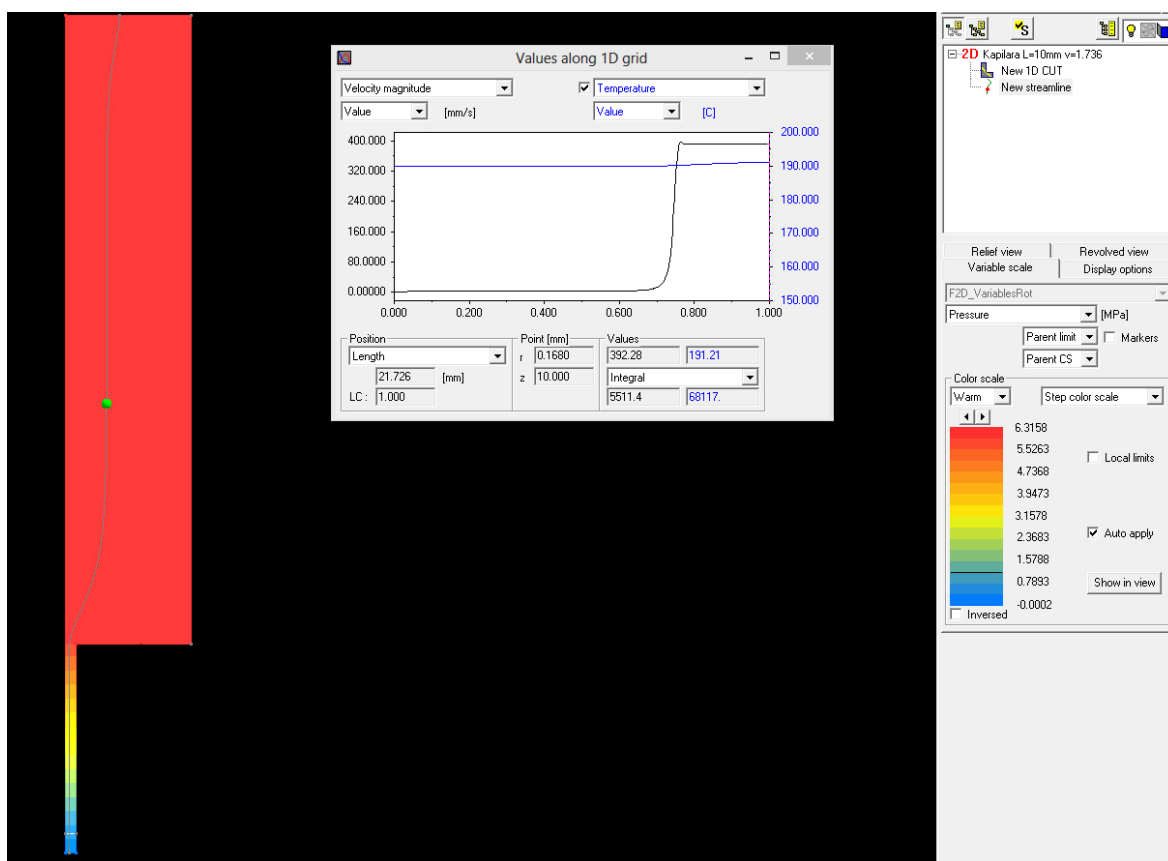 Values along 1D grid
Velocity magnitude
Temperature
Value
[mm/s]
Value
[C]
400.000
320.000
240.000
160.000
80.0000
0.00000
200.000
190.000
180.000
170.000
160.000
150.000
0.000 0.200 0.400 0.600 0.800 1.000
Position
Length
21.726 [mm]
LC : 1.000
Point [mm]
r 0.1680
z 10.000
Values
392.28 191.21
Integral
5511.4 68117.
S
2D Kapilara L=10mm v=1.736
New 1D CUT
New streamline
Relief view Revolved view
Variable scale Display options
F2D_VariablesRot
Pressure [MPa]
Parent limit Markers
Parent CS
Color scale
Warm Step color scale
6.3158
5.5263
4.7368
3.9473
3.1578
2.3683
1.5788
0.7893
-0.0002
Local limits
Auto apply
Show in view
Inversed